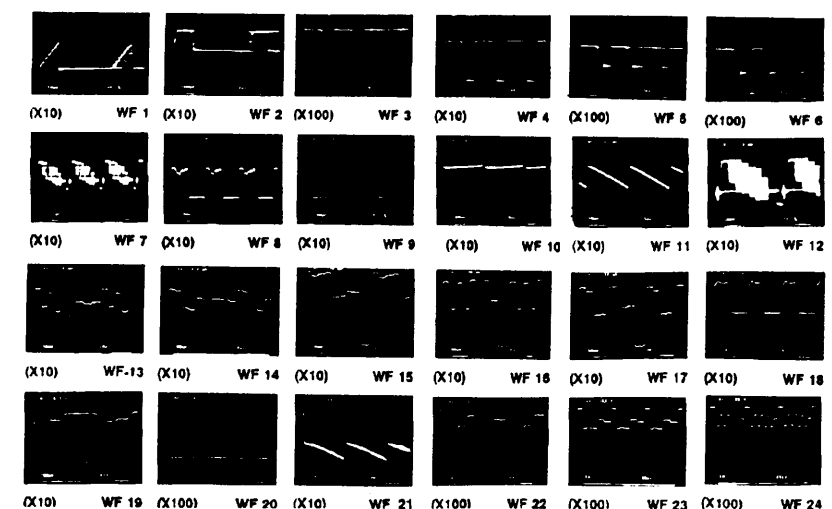 (X10) WF 1 (X10) WF 2 (X100) WF 3 (X10) WF 4 (X100) WF 5 (X100) WF 6
(X10) WF 7 (X10) WF 8 (X10) WF 9 (X10) WF 10 (X10) WF 11 (X10) WF 12
(X10) WF-13 (X10) WF 14 (X10) WF 15 (X10) WF 16 (X10) WF 17 (X10) WF 18
(X10) WF 19 (X100) WF 20 (X10) WF 21 (X100) WF 22 (X100) WF 23 (X100) WF 24